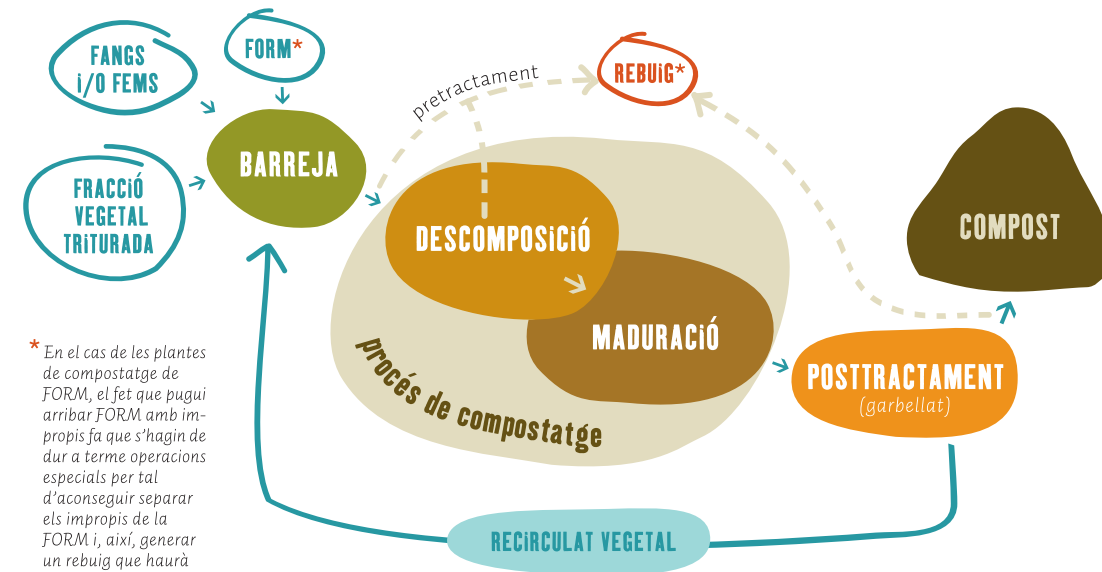 FANGS
i/O FEMS
FORM*
pretractament
REBUiG*
BARREJA
FRACCiÓ
VEGETAL
TRiTURADA
DESCOMPOSiCiÓ
COMPOST
MADURACiÓ
procés de compostatge
POSTTRACTAMENT
(garbellat)
* En el cas de les plantes
de compostatge de
FORM, el fet que pugui
arribar FORM amb im-
propis fa que s’hagin de
dur a terme operacions
especials per tal
d’aconseguir separar
els impropis de la
FORM i, així, generar
un rebuig que haurà
RECiRCULAT VEGETAL